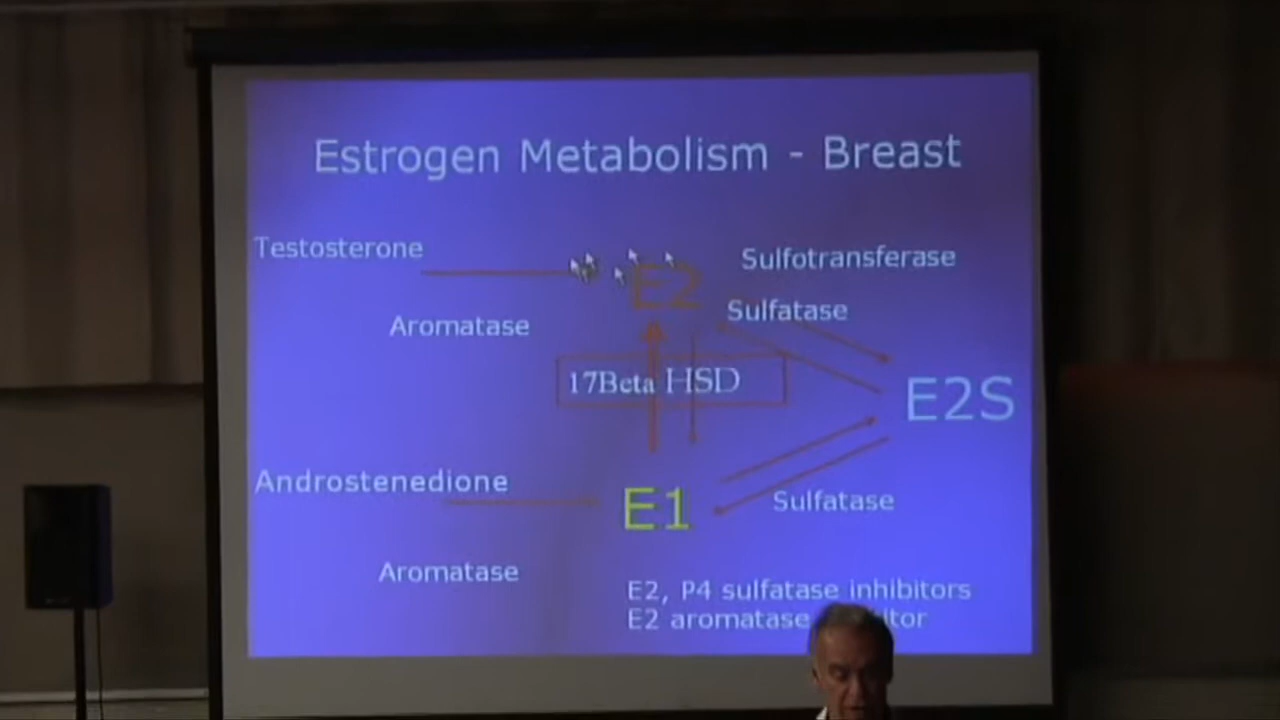 Estrogen Metabolism - Breast
Testosterone
E2
Sulfotransferase
Sulfatase
Aromatase
17Beta HSD
E2S
Androstenedione
E1
Sulfatase
Aromatase
E2, P4 sulfatase inhibitors
E2 aromatase